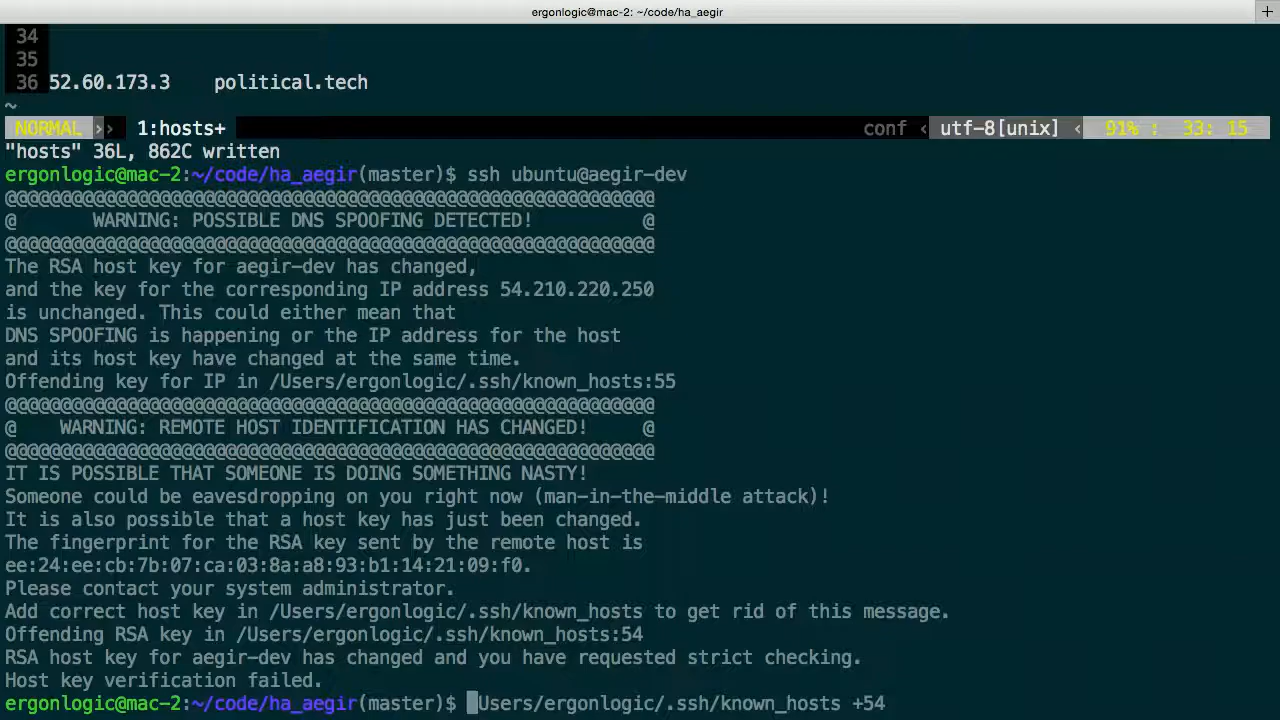 ergonlogic@mac-2: ~/code/ha_aegir
+
34
35
36 52.60.173.3    political.tech
~
NORMAL >> 1:hosts+ conf < utf-8[unix] < 91% : 33: 15
"hosts" 36L, 862C written
ergonlogic@mac-2:~/code/ha_aegir(master)$ ssh ubuntu@aegir-dev
@@@@@@@@@@@@@@@@@@@@@@@@@@@@@@@@@@@@@@@@@@@@@@@@@@@@@@@@@@@
@       WARNING: POSSIBLE DNS SPOOFING DETECTED!          @
@@@@@@@@@@@@@@@@@@@@@@@@@@@@@@@@@@@@@@@@@@@@@@@@@@@@@@@@@@@
The RSA host key for aegir-dev has changed,
and the key for the corresponding IP address 54.210.220.250
is unchanged. This could either mean that
DNS SPOOFING is happening or the IP address for the host
and its host key have changed at the same time.
Offending key for IP in /Users/ergonlogic/.ssh/known_hosts:55
@@@@@@@@@@@@@@@@@@@@@@@@@@@@@@@@@@@@@@@@@@@@@@@@@@@@@@@@@@@
@    WARNING: REMOTE HOST IDENTIFICATION HAS CHANGED!     @
@@@@@@@@@@@@@@@@@@@@@@@@@@@@@@@@@@@@@@@@@@@@@@@@@@@@@@@@@@@
IT IS POSSIBLE THAT SOMEONE IS DOING SOMETHING NASTY!
Someone could be eavesdropping on you right now (man-in-the-middle attack)!
It is also possible that a host key has just been changed.
The fingerprint for the RSA key sent by the remote host is
ee:24:ee:cb:7b:07:ca:03:8a:a8:93:b1:14:21:09:f0.
Please contact your system administrator.
Add correct host key in /Users/ergonlogic/.ssh/known_hosts to get rid of this message.
Offending RSA key in /Users/ergonlogic/.ssh/known_hosts:54
RSA host key for aegir-dev has changed and you have requested strict checking.
Host key verification failed.
ergonlogic@mac-2:~/code/ha_aegir(master)$ Users/ergonlogic/.ssh/known_hosts +54